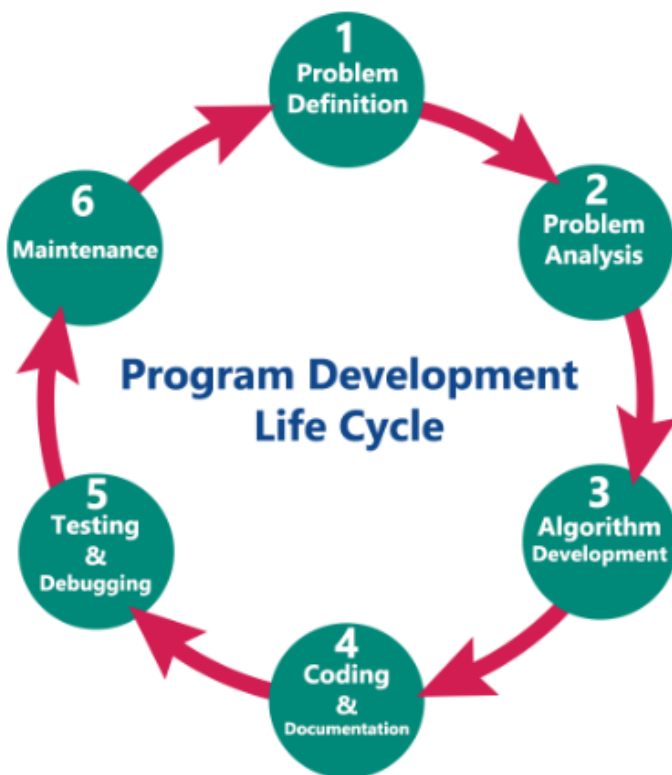 1
Problem
Definition
2
Problem
Analysis
3
Algorithm
Development
4
Coding
&
Documentation
5
Testing
&
Debugging
6
Maintenance
Program Development
Life Cycle